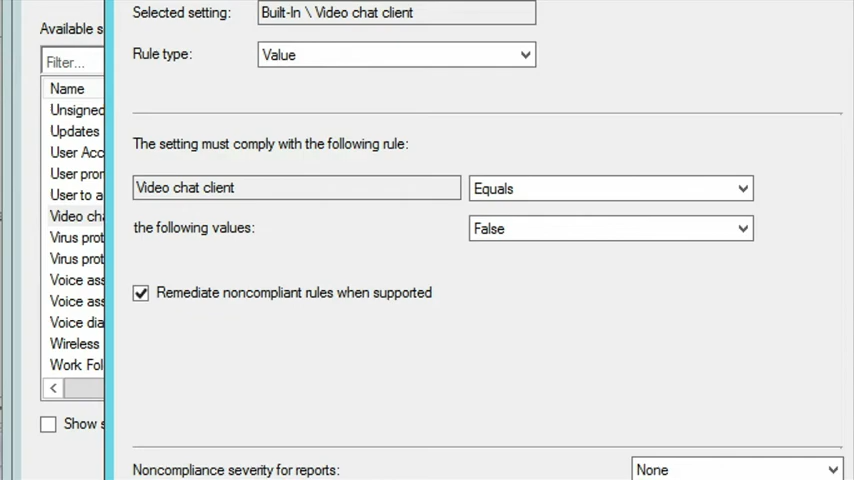 Selected setting: Built-In \ Video chat client
Available s
Rule type: Value
Filter...
Name
Unsigned
Updates
The setting must comply with the following rule:
User Acc
User pron
Video chat client Equals
User to a
Video cha
the following values: False
Virus prot
Virus prot
Voice ass
Remediate noncompliant rules when supported
Voice ass
Voice dia
Wireless
Work Fol
Show s
Noncompliance severity for reports: None